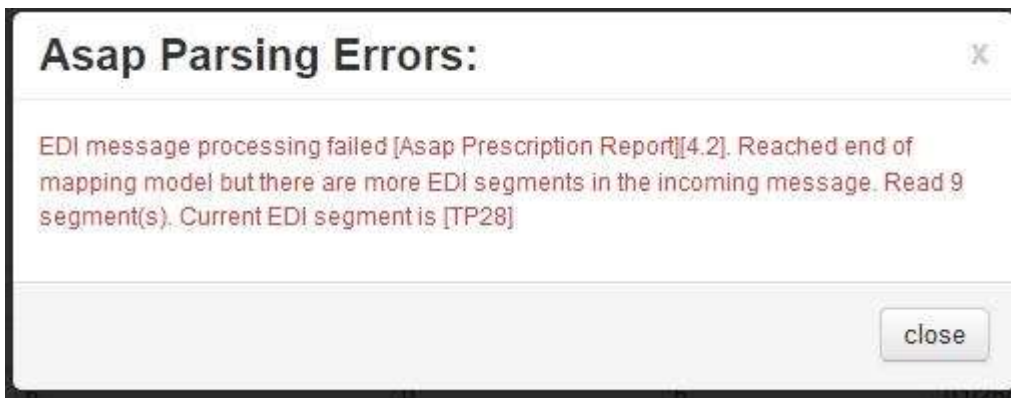 Asap Parsing Errors:
x
EDI message processing failed [Asap Prescription Report][4.2]. Reached end of
mapping model but there are more EDI segments in the incoming message. Read 9
segment(s). Current EDI segment is [TP28]
close